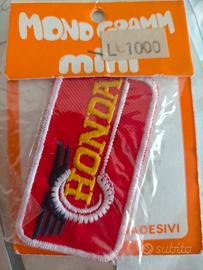 MONOGRAMM
L. 1000
mini
HONDA
ADESIVI
subito